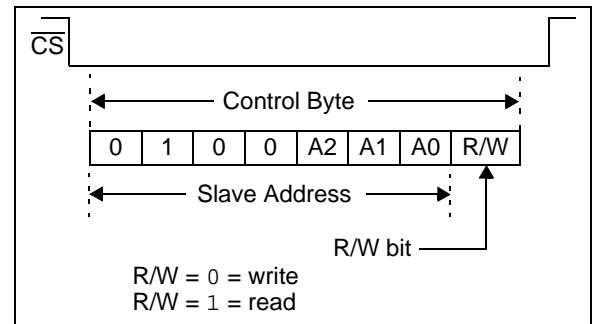 CS
Control Byte
0 1 0 0 A2 A1 A0 R/W
Slave Address
R/W bit
R/W = 0 = write
R/W = 1 = read